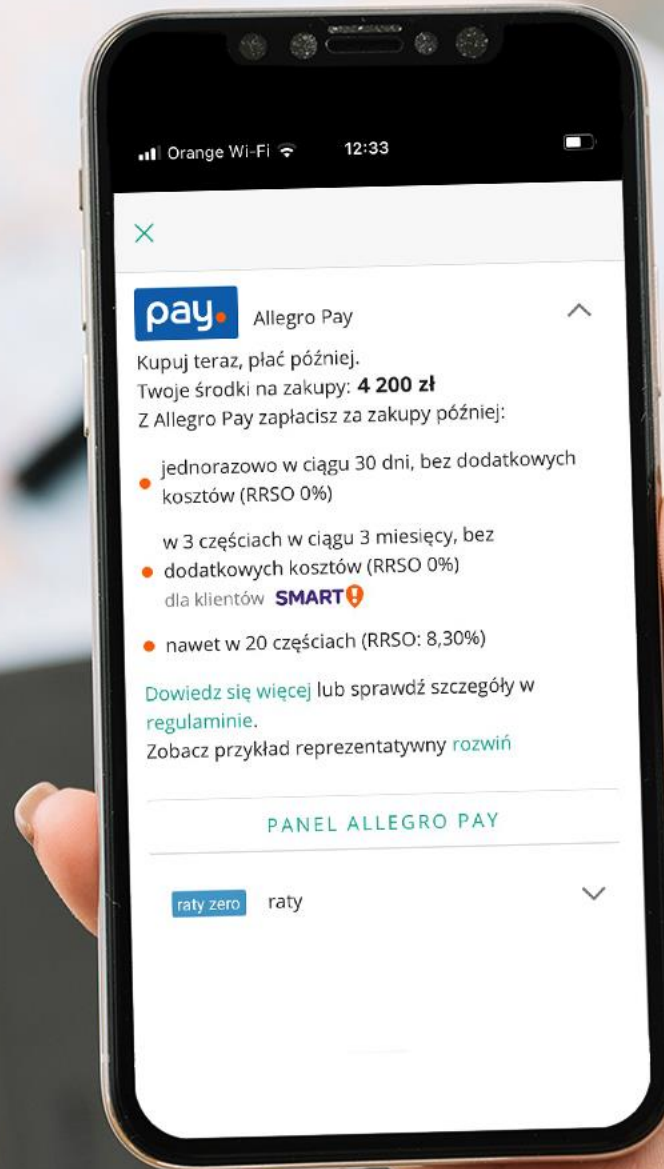 Orange Wi-Fi 12:33
pay. Allegro Pay
Kupuj teraz, płać później.
Twoje środki na zakupy: 4 200 zł
Z Allegro Pay zapłacisz za zakupy później:
jednorazowo w ciągu 30 dni, bez dodatkowych
kosztów (RRSO 0%)
w 3 częściach w ciągu 3 miesięcy, bez
dodatkowych kosztów (RRSO 0%)
dla klientów SMART!
nawet w 20 częściach (RRSO: 8,30%)
Dowiedz się więcej lub sprawdź szczegóły w
regulaminie.
Zobacz przykład reprezentatywny rozwiń
PANEL ALLEGRO PAY
raty zero raty